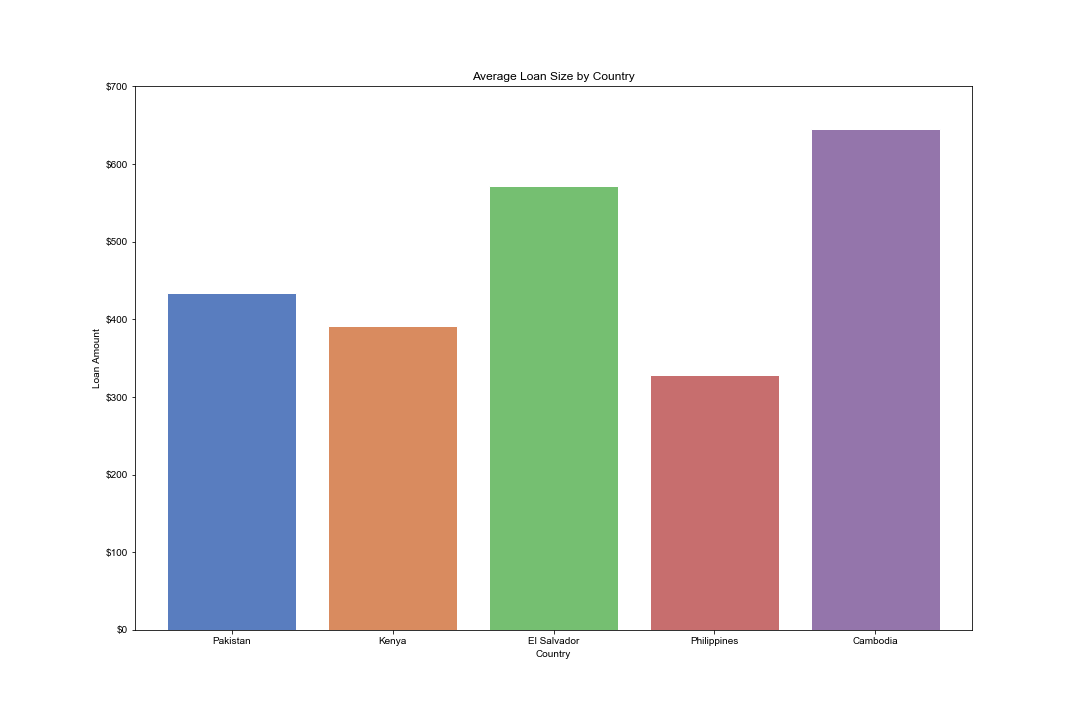 Average Loan Size by Country
$700
$600
$500
$400
$300
$200
$100
$0
Loan Amount
Pakistan
Kenya
El Salvador
Philippines
Cambodia
Country